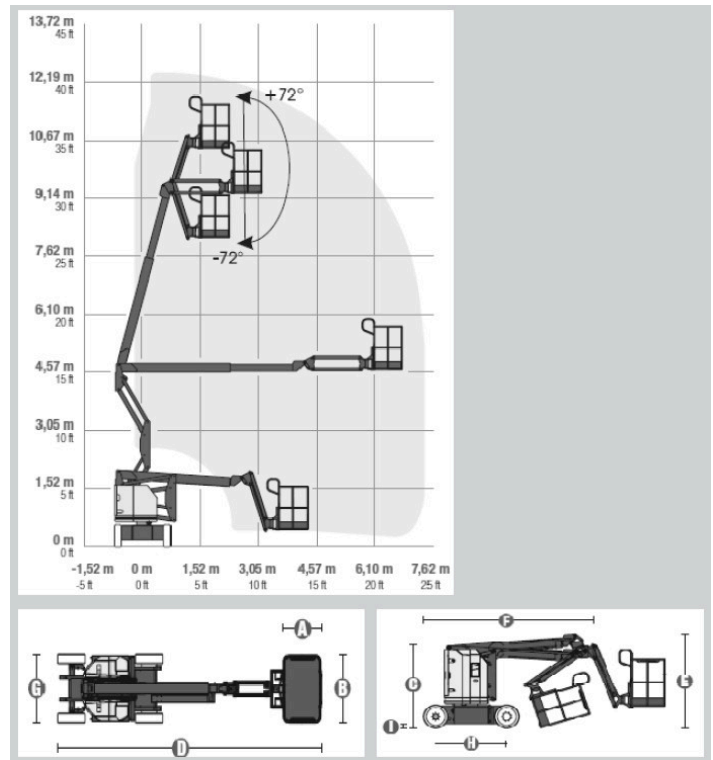 13,72 m
45 ft
12,19 m
40 ft
+72°
10,67 m
35 ft
9,14 m
30 ft
-72°
7,62 m
25 ft
6,10 m
20 ft
4,57 m
15 ft
3,05 m
10 ft
1,52 m
5 ft
0 m
0 ft
-1,52 m 0 m 1,52 m 3,05 m 4,57 m 6,10 m 7,62 m
-5 ft 0 ft 5 ft 10 ft 15 ft 20 ft 25 ft
A
G
B
D
F
C
E
I
H